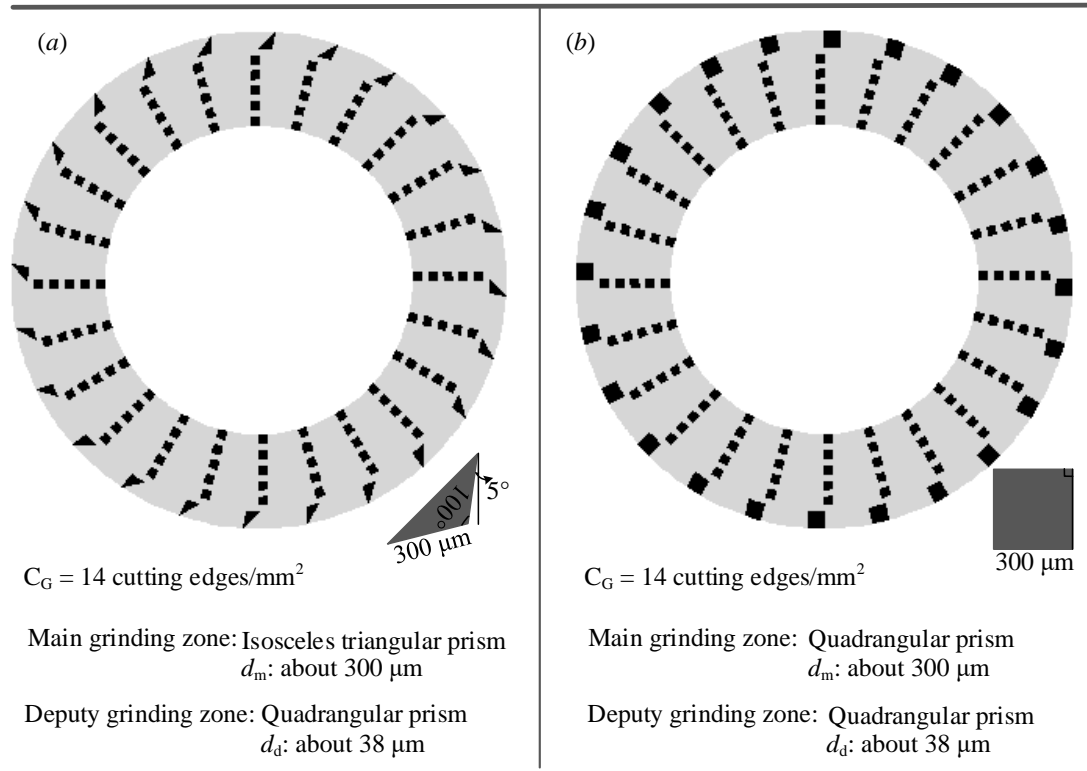 (a)
5°
100°
300 μm
C_G = 14 cutting edges/mm²
Main grinding zone: Isosceles triangular prism
d_m: about 300 μm
Deputy grinding zone: Quadrangular prism
d_d: about 38 μm
(b)
300 μm
C_G = 14 cutting edges/mm²
Main grinding zone: Quadrangular prism
d_m: about 300 μm
Deputy grinding zone: Quadrangular prism
d_d: about 38 μm